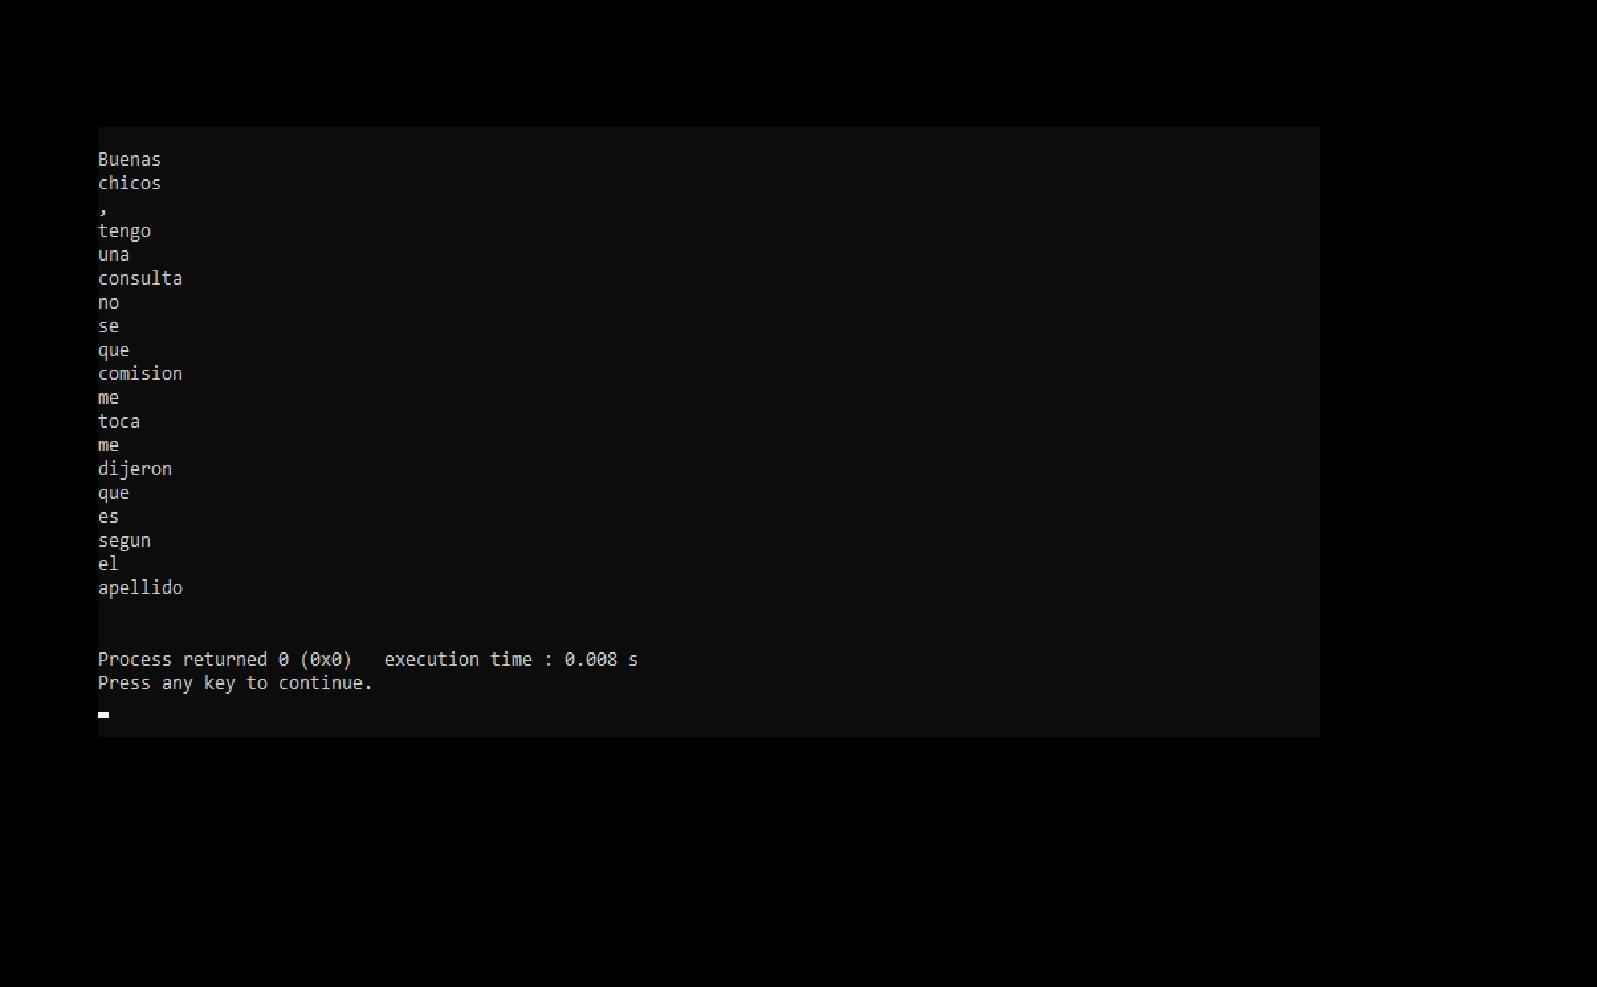 Buenas
chicos
,
tengo
una
consulta
no
se
que
comision
me
toca
me
dijeron
que
es
segun
el
apellido
Process returned 0 (0x0)   execution time : 0.008 s
Press any key to continue.